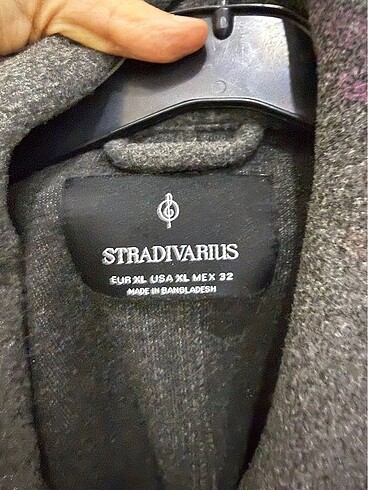 STRADIVARIUS
EUR XL USA XL MEX 32
MADE IN BANGLADESH